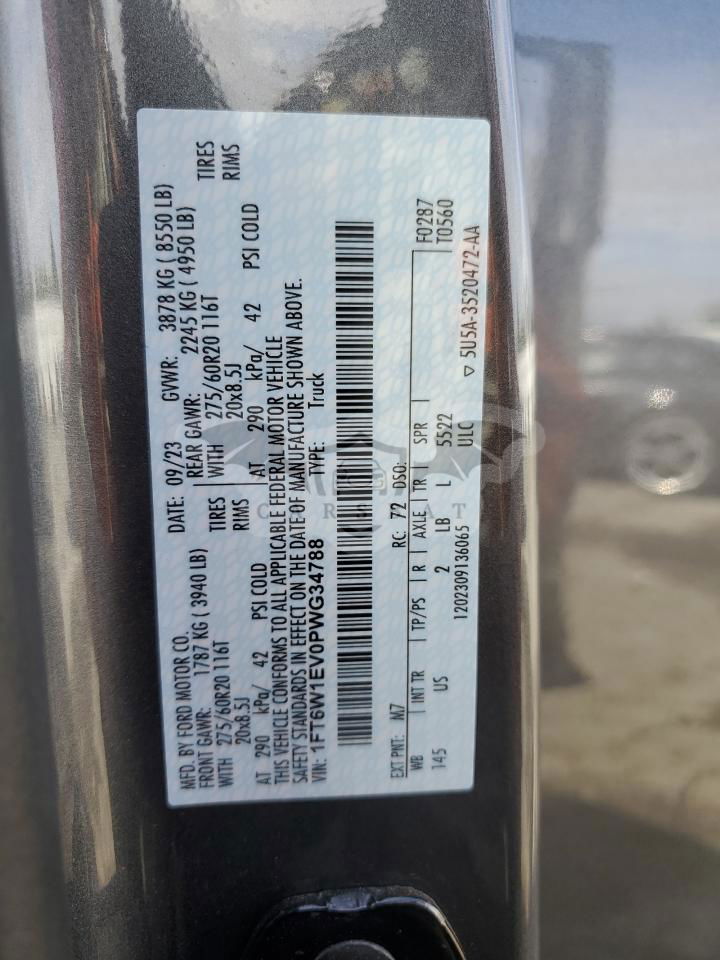 MFD. BY FORD MOTOR CO. DATE: 09/23 GVWR: 3878 KG ( 8550 LB)
FRONT GAWR: 1787 KG ( 3940 LB) REAR GAWR: 2245 KG ( 4950 LB)
WITH 275/60R20 116T TIRES WITH 275/60R20 116T TIRES
20x8.5J RIMS 20x8.5J RIMS
AT 290 kPa/ 42 PSI COLD AT 290 kPa/ 42 PSI COLD
THIS VEHICLE CONFORMS TO ALL APPLICABLE FEDERAL MOTOR VEHICLE
SAFETY STANDARDS IN EFFECT ON THE DATE OF MANUFACTURE SHOWN ABOVE.
VIN: 1FT6W1EV0PWG34788 TYPE: Truck
EXT PNT: M7 RC: 72 DSO: F0287
WB INT TR TP/PS R AXLE TR SPR T0560
145 US 2 LB L 5522
1202309136065 ULC ▽ 5U5A-3520472-AA
CARSBAT